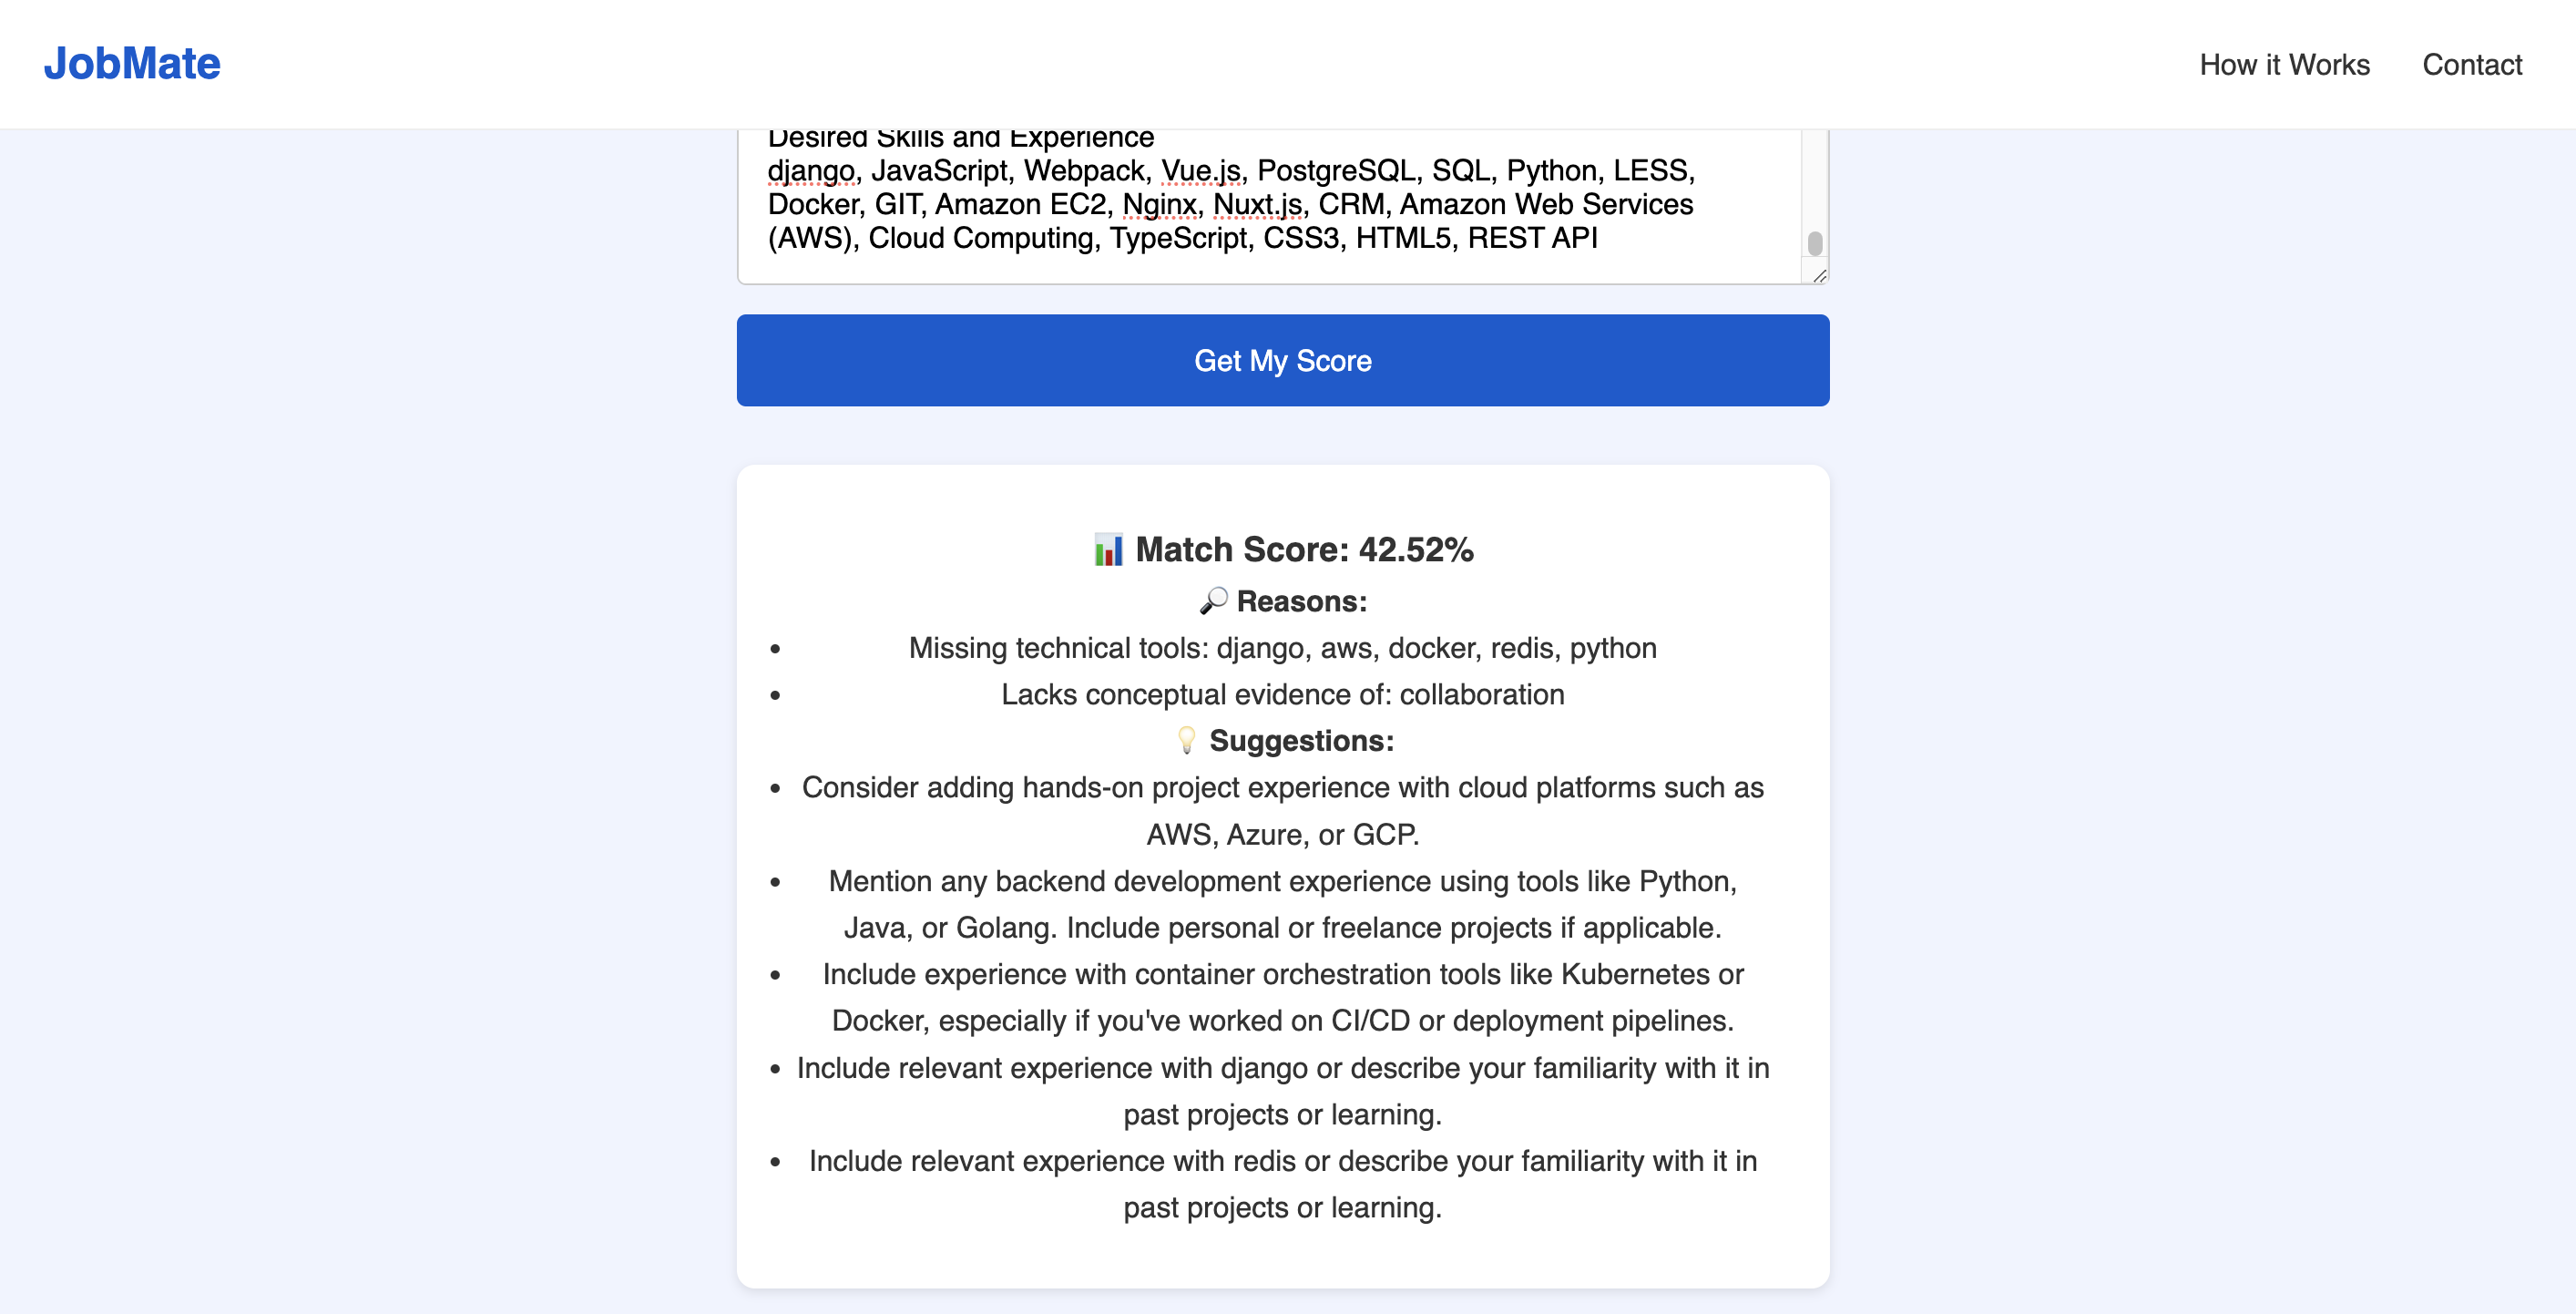 JobMate
How it Works
Contact
Desired Skills and Experience
django, JavaScript, Webpack, Vue.js, PostgreSQL, SQL, Python, LESS,
Docker, GIT, Amazon EC2, Nginx, Nuxt.js, CRM, Amazon Web Services
(AWS), Cloud Computing, TypeScript, CSS3, HTML5, REST API
Get My Score
📊 Match Score: 42.52%
🔎 Reasons:
• Missing technical tools: django, aws, docker, redis, python
• Lacks conceptual evidence of: collaboration
💡 Suggestions:
• Consider adding hands-on project experience with cloud platforms such as
AWS, Azure, or GCP.
• Mention any backend development experience using tools like Python,
Java, or Golang. Include personal or freelance projects if applicable.
• Include experience with container orchestration tools like Kubernetes or
Docker, especially if you've worked on CI/CD or deployment pipelines.
• Include relevant experience with django or describe your familiarity with it in
past projects or learning.
• Include relevant experience with redis or describe your familiarity with it in
past projects or learning.